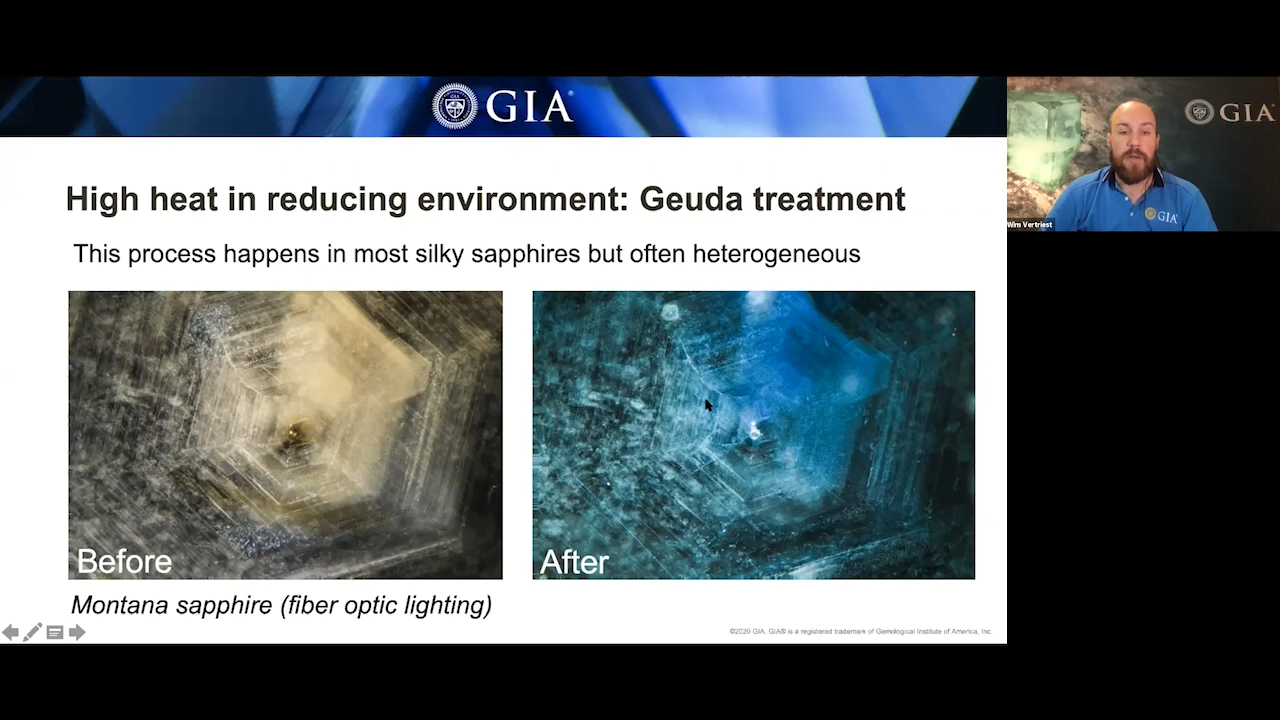 GIA
GIA
High heat in reducing environment: Geuda treatment
This process happens in most silky sapphires but often heterogeneous
GIA
Wim Vertriest
Before
After
Montana sapphire (fiber optic lighting)
©2020 GIA. GIA® is a registered trademark of Gemological Institute of America, Inc